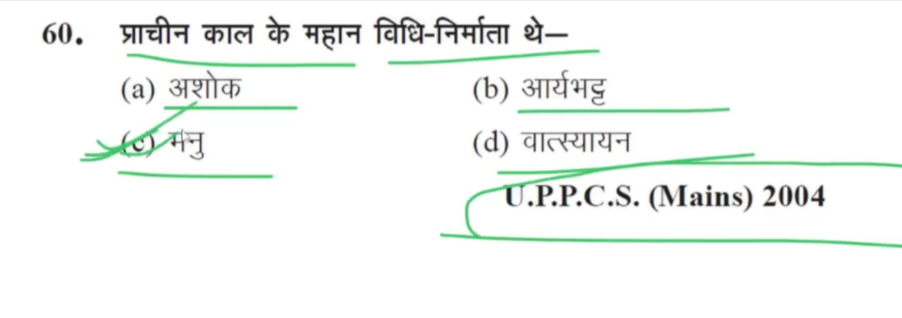 60. प्राचीन काल के महान विधि-निर्माता थे—
(a) अशोक (b) आर्यभट्ट
(c) मनु (d) वात्स्यायन
U.P.P.C.S. (Mains) 2004